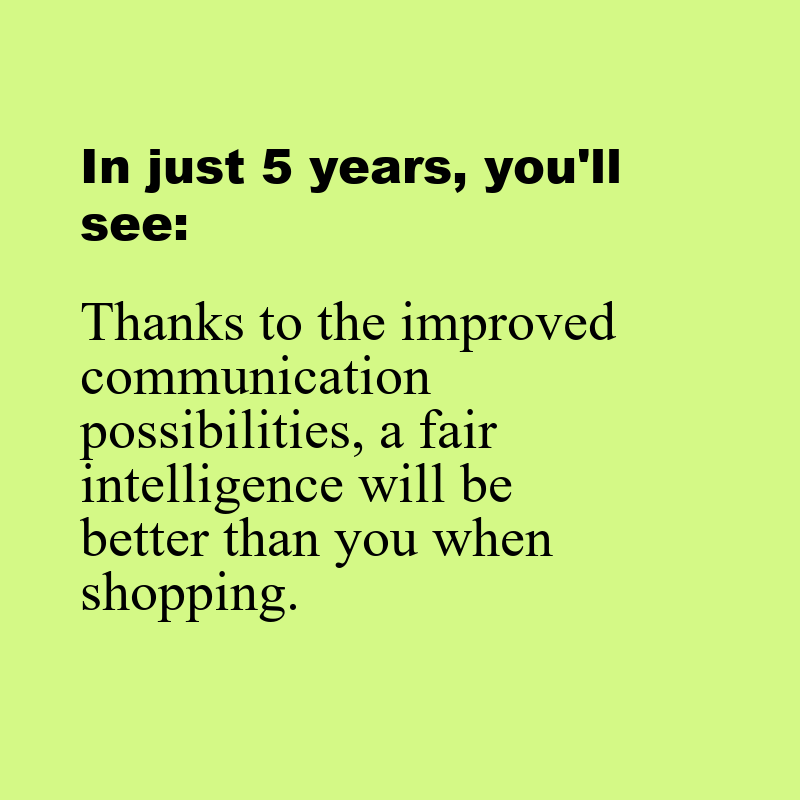 In just 5 years, you'll
see:
Thanks to the improved
communication
possibilities, a fair
intelligence will be
better than you when
shopping.